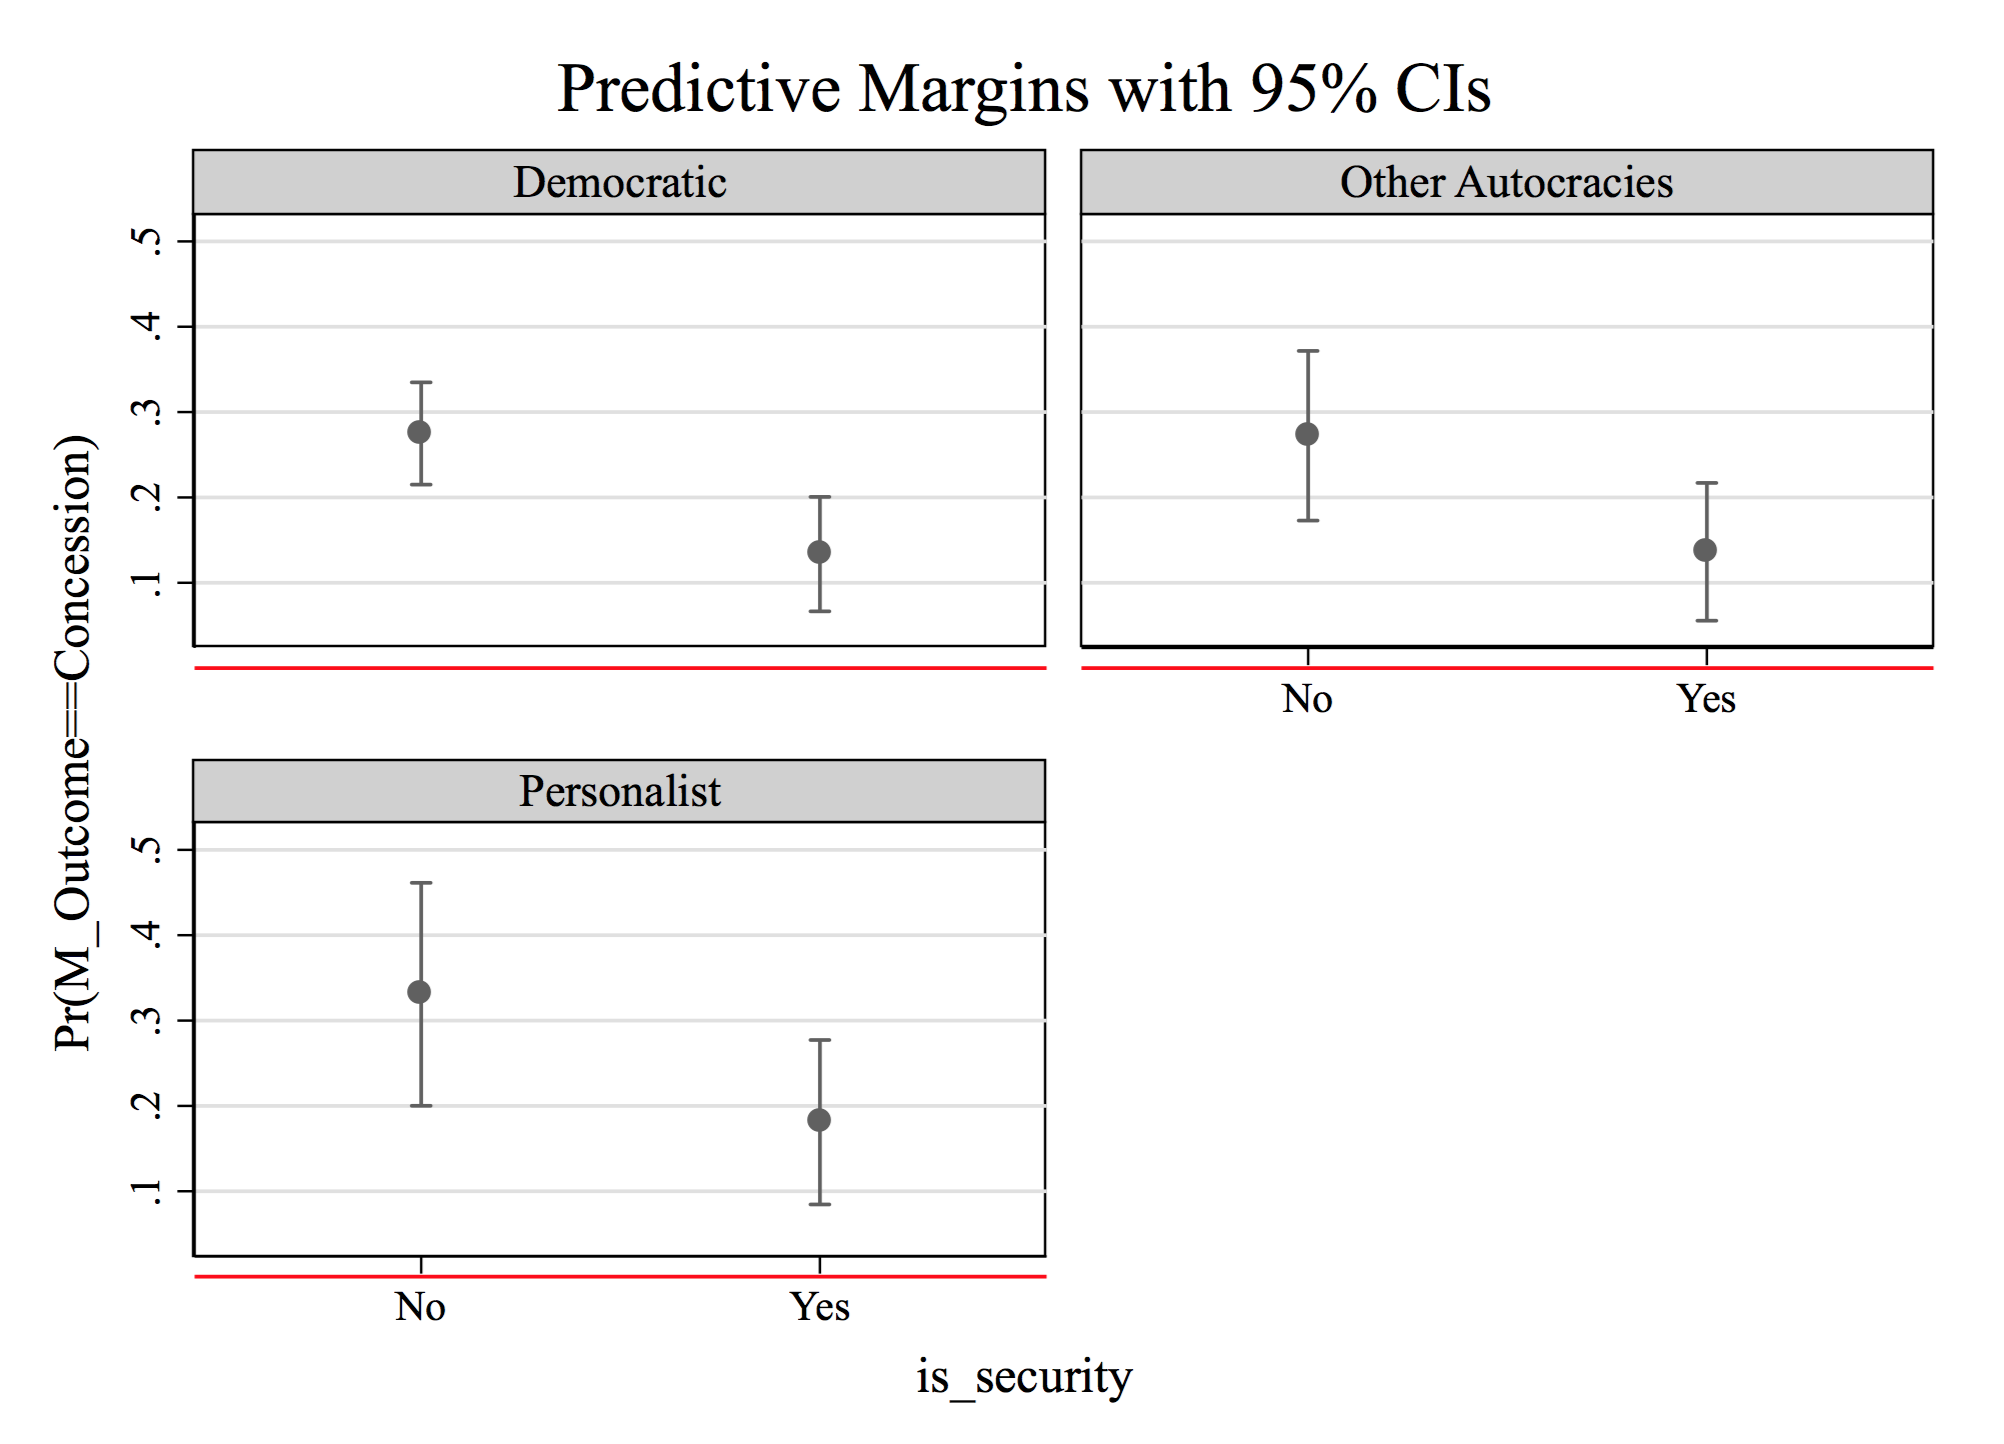 Predictive Margins with 95% CIs
Democratic
Other Autocracies
.5
.4
.3
.2
.1
No
Yes
Personalist
.5
.4
.3
.2
.1
No
Yes
Pr(M_Outcome==Concession)
is_security